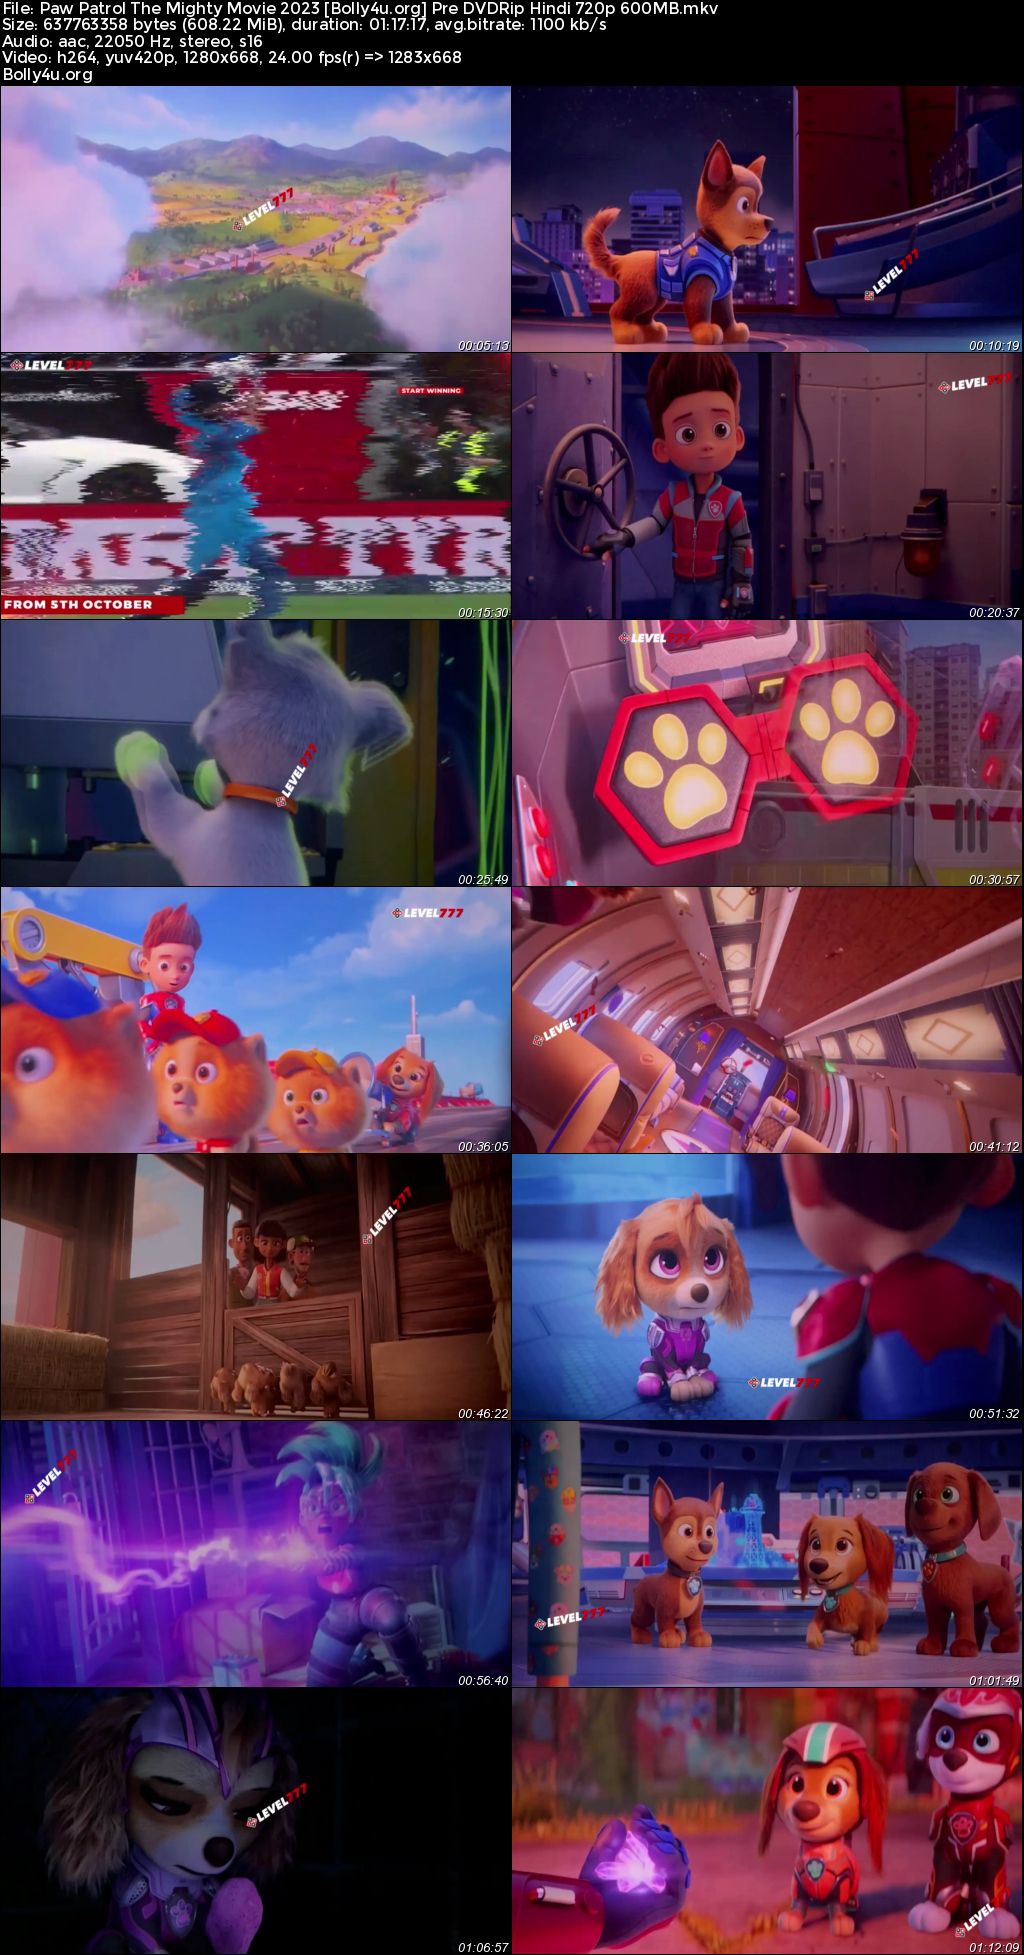 File: Paw Patrol The Mighty Movie 2023 [Bolly4u.org] Pre DVDRip Hindi 720p 600MB.mkv
Size: 637763358 bytes (608.22 MiB), duration: 01:17:17, avg.bitrate: 1100 kb/s
Audio: aac, 22050 Hz, stereo, s16
Video: h264, yuv420p, 1280x668, 24.00 fps(r) => 1283x668
Bolly4u.org
LEVEL777
00:05:13
LEVEL777
00:10:19
LEVEL777
START WINNING
FROM 5TH OCTOBER
00:15:30
LEVEL777
00:20:37
LEVEL777
00:25:49
LEVEL777
00:30:57
LEVEL777
00:36:05
LEVEL777
00:41:12
LEVEL777
00:46:22
LEVEL777
00:51:32
LEVEL777
00:56:40
LEVEL777
01:01:49
LEVEL777
01:06:57
LEVEL
01:12:09